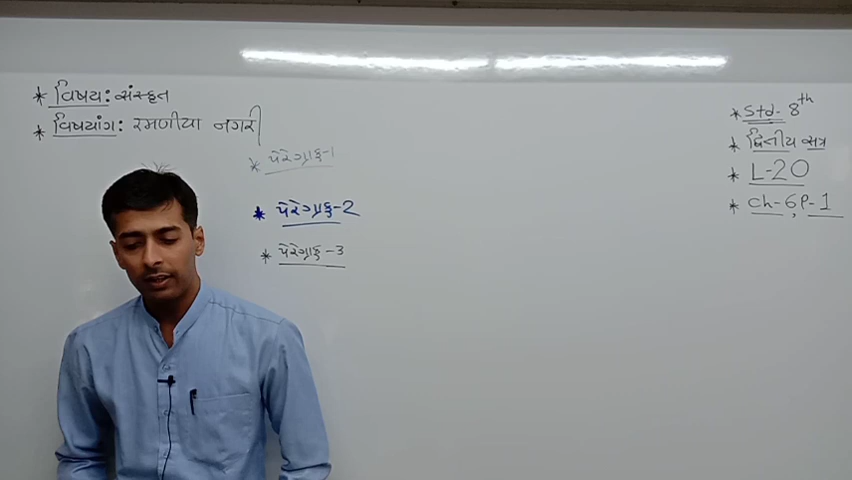 * વિષય: સંસ્કૃત
* વિષયાંગ: રમણીયા નગરી
* પેરેગ્રાફ-1
* પેરેગ્રાફ-2
* પેરેગ્રાફ-3
* Std- 8th
* દ્વિતીય સત્ર
* L-20
* Ch-6, P-1